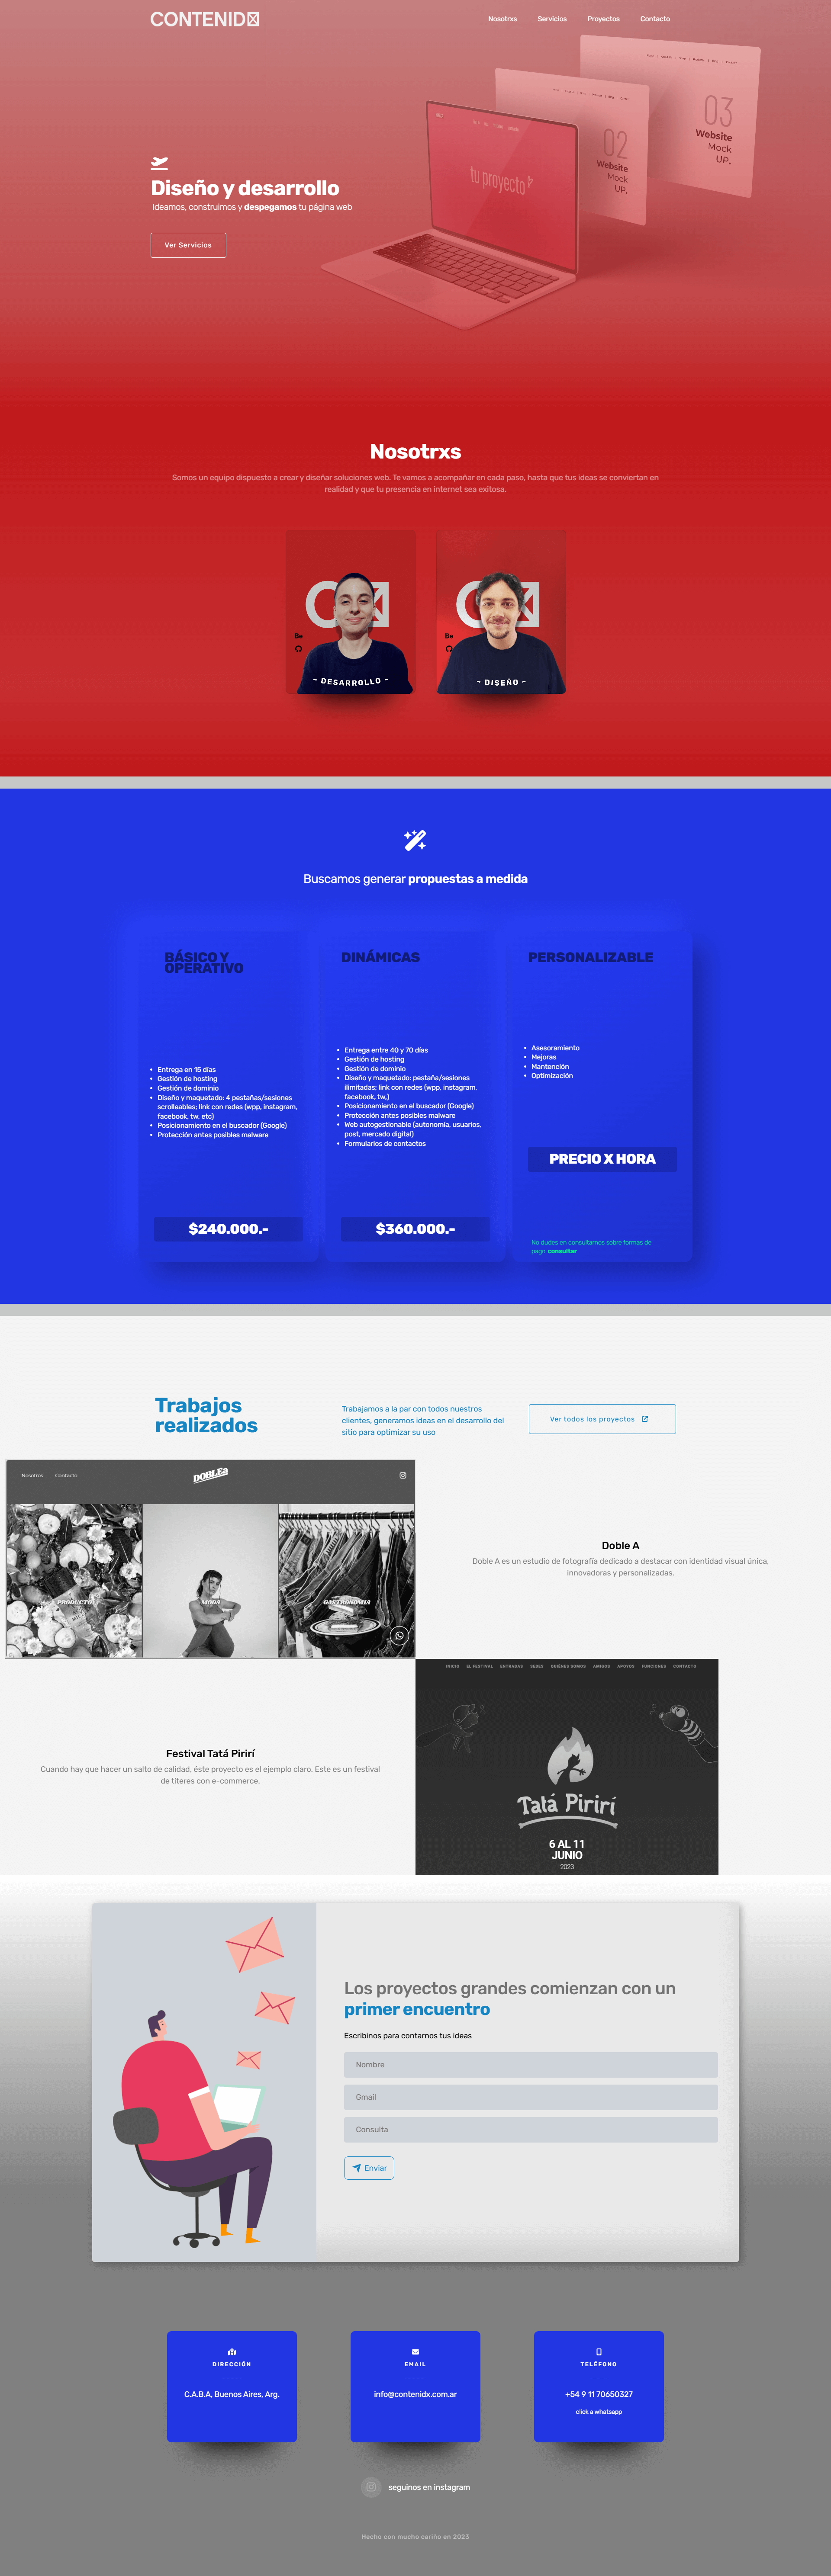 CONTENIDX
Nosotrxs Servicios Proyectos Contacto
03
Website
Mock
UP.
02
Website
Mock
UP.
tu proyecto
Diseño y desarrollo
Ideamos, construimos y despegamos tu página web
Ver Servicios
Nosotrxs
Somos un equipo dispuesto a crear y diseñar soluciones web. Te vamos a acompañar en cada paso, hasta que tus ideas se conviertan en
realidad y que tu presencia en internet sea exitosa.
Bē
~ DESARROLLO ~
Bē
~ DISEÑO ~
Buscamos generar propuestas a medida
BÁSICO Y
OPERATIVO
Entrega en 15 días
Gestión de hosting
Gestión de dominio
Diseño y maquetado: 4 pestañas/sesiones
scrolleables; link con redes (wpp, instagram,
facebook, tw, etc)
Posicionamiento en el buscador (Google)
Protección antes posibles malware
$240.000.-
DINÁMICAS
Entrega entre 40 y 70 días
Gestión de hosting
Gestión de dominio
Diseño y maquetado: pestaña/sesiones
ilimitadas; link con redes (wpp, instagram,
facebook, tw,)
Posicionamiento en el buscador (Google)
Protección antes posibles malware
Web autogestionable (autonomía, usuarios,
post, mercado digital)
Formularios de contactos
$360.000.-
PERSONALIZABLE
Asesoramiento
Mejoras
Mantención
Optimización
PRECIO X HORA
No dudes en consultarnos sobre formas de
pago: consultar
Trabajos
realizados
Trabajamos a la par con todos nuestros
clientes, generamos ideas en el desarrollo del
sitio para optimizar su uso
Ver todos los proyectos
Nosotros Contacto
DOBLEA
PRODUCTO
MODA
GASTRONOMIA
Doble A
Doble A es un estudio de fotografía dedicado a destacar con identidad visual única,
innovadoras y personalizadas.
INICIO EL FESTIVAL ENTRADAS SEDES QUIÉNES SOMOS AMIGOS APOYOS FUNCIONES CONTACTO
Tatá Pirirí
6 AL 11
JUNIO
2023
Festival Tatá Pirirí
Cuando hay que hacer un salto de calidad, éste proyecto es el ejemplo claro. Este es un festival
de títeres con e-commerce.
Los proyectos grandes comienzan con un
primer encuentro
Escribinos para contarnos tus ideas
Nombre
Gmail
Consulta
Enviar
DIRECCIÓN
C.A.B.A, Buenos Aires, Arg.
EMAIL
info@contenidx.com.ar
TELÉFONO
+54 9 11 70650327
click a whatsapp
seguinos en instagram
Hecho con mucho cariño en 2023